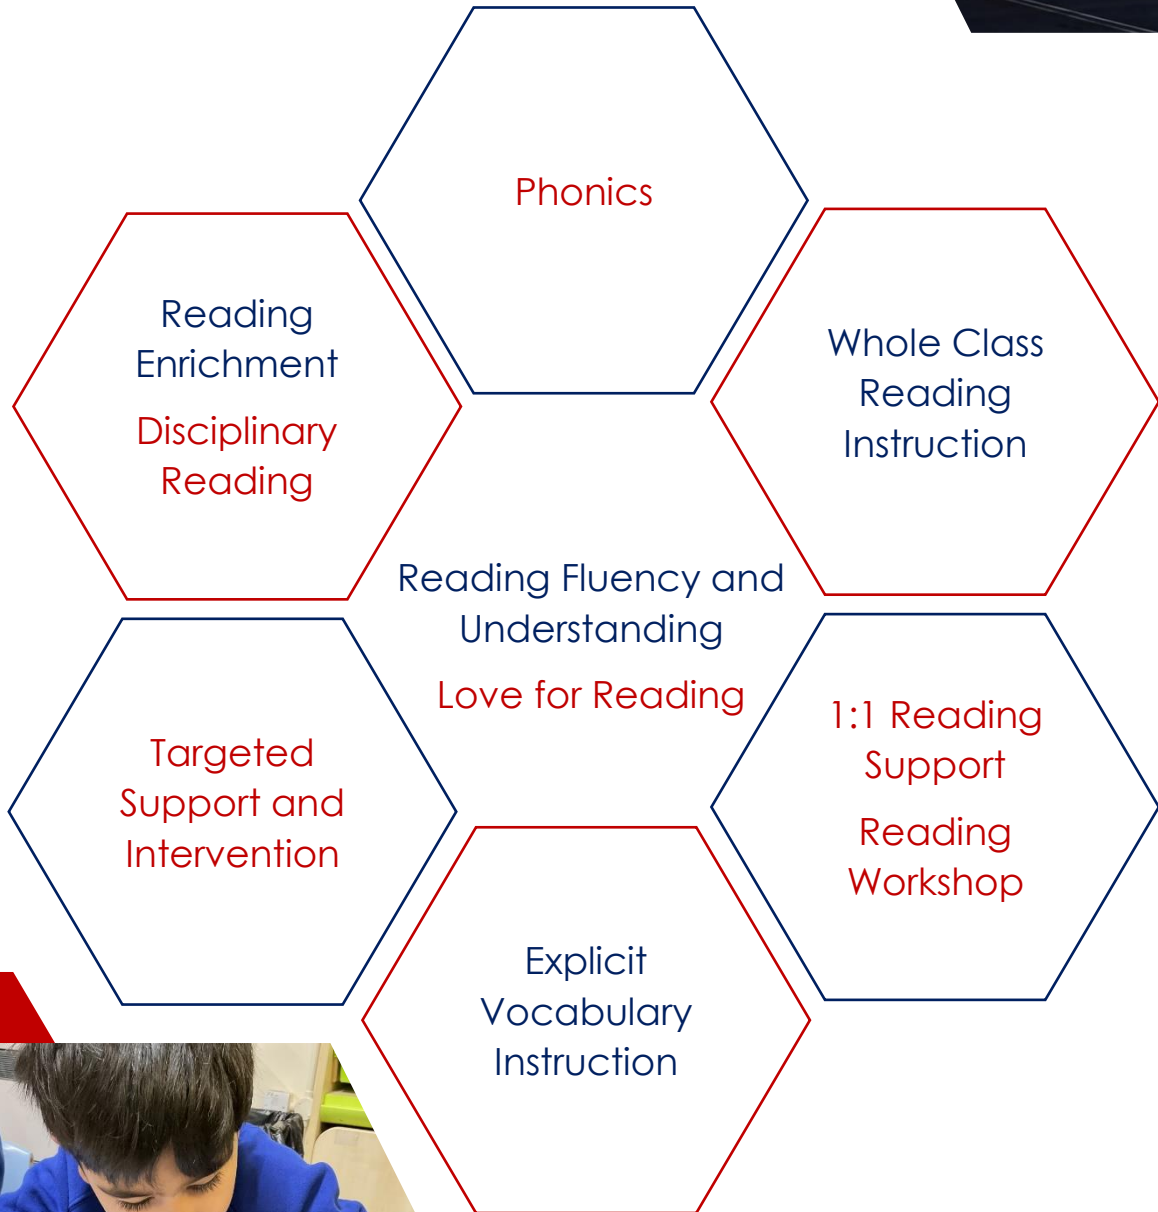 Phonics
Reading
Enrichment
Disciplinary
Reading
Whole Class
Reading
Instruction
Reading Fluency and
Understanding
Love for Reading
Targeted
Support and
Intervention
1:1 Reading
Support
Reading
Workshop
Explicit
Vocabulary
Instruction